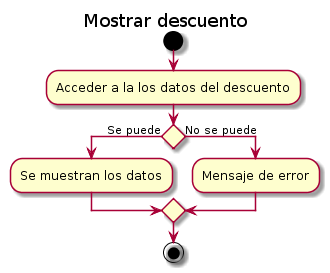 Mostrar descuento
Acceder a la los datos del descuento
Se puede
No se puede
Se muestran los datos
Mensaje de error